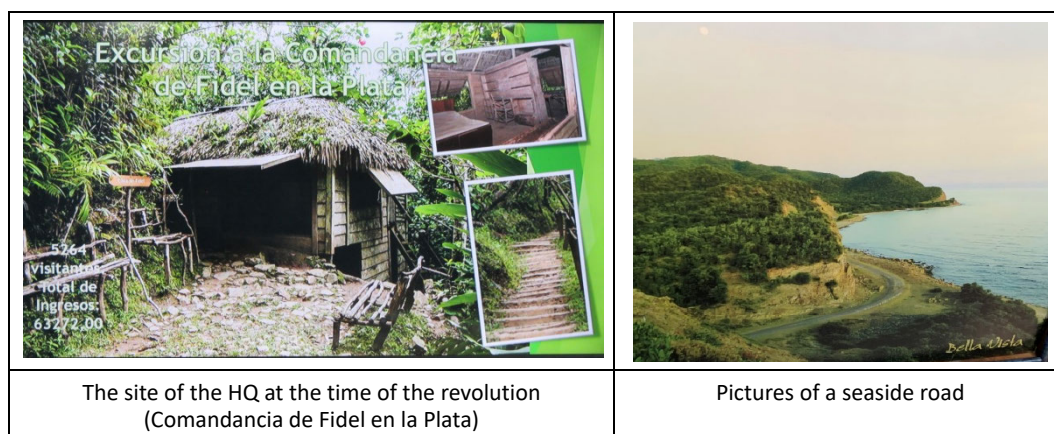 Excursión a la Comandancia
de Fidel en la Plata
5264
visitantes
Total de
Ingresos:
63272.00
Bella Vista
The site of the HQ at the time of the revolution
(Comandancia de Fidel en la Plata)
Pictures of a seaside road